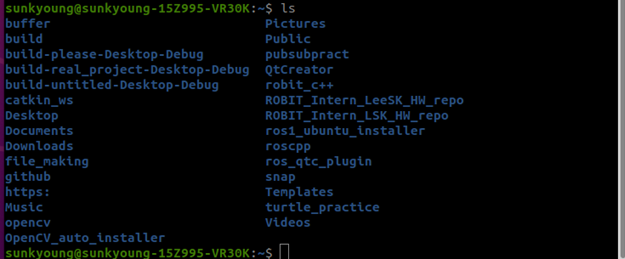 sunkyoung@sunkyoung-15Z995-VR30K:~$ ls
buffer Pictures
build Public
build-please-Desktop-Debug pubsubpract
build-real_project-Desktop-Debug QtCreator
build-untitled-Desktop-Debug robit_c++
catkin_ws ROBIT_Intern_LeeSK_HW_repo
Desktop ROBIT_Intern_LSK_HW_repo
Documents ros1_ubuntu_installer
Downloads roscpp
file_making ros_qtc_plugin
github snap
https: Templates
Music turtle_practice
opencv Videos
OpenCV_auto_installer
sunkyoung@sunkyoung-15Z995-VR30K:~$